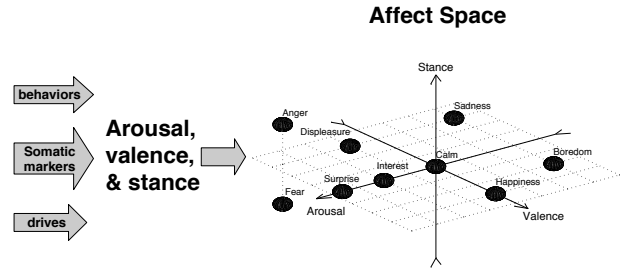 Affect Space
behaviors
Somatic
markers
drives
Arousal,
valence,
& stance
Stance
Anger
Sadness
Displeasure
Calm
Boredom
Interest
Surprise
Happiness
Fear
Arousal
Valence